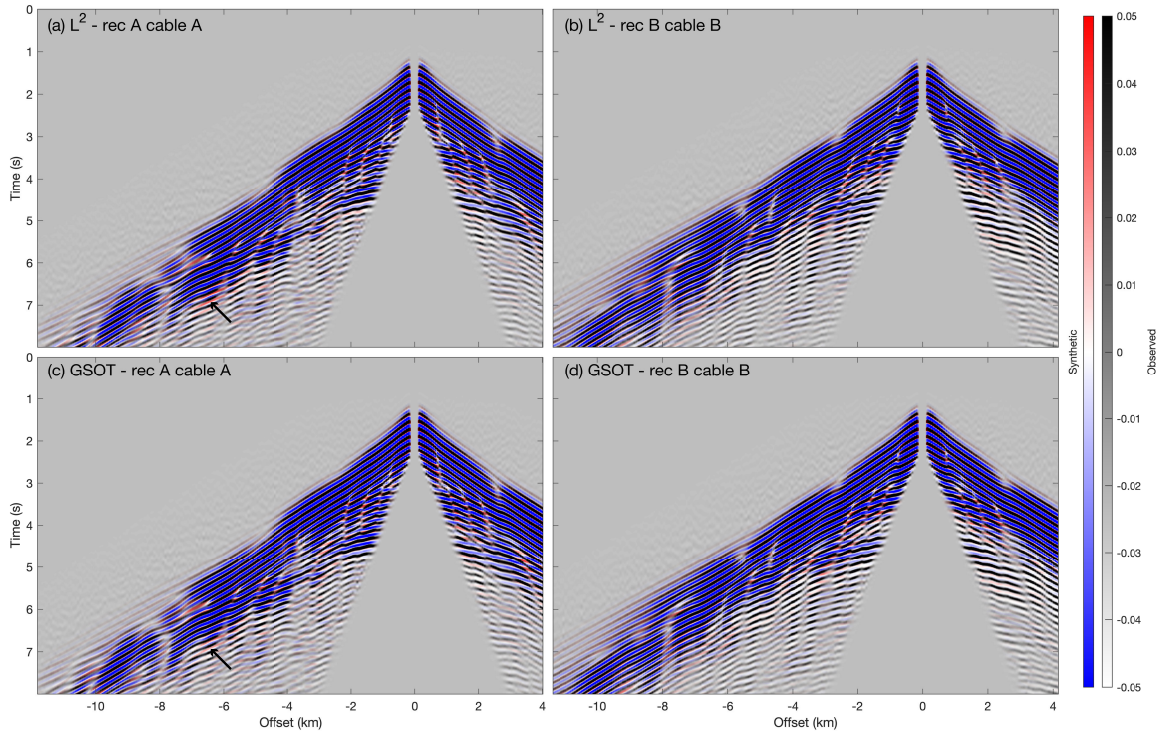 (a) L² - rec A cable A
(b) L² - rec B cable B
(c) GSOT - rec A cable A
(d) GSOT - rec B cable B
0
1
2
3
4
5
6
7
Time (s)
0
1
2
3
4
5
6
7
Time (s)
-10 -8 -6 -4 -2 0 2 4
Offset (km)
-10 -8 -6 -4 -2 0 2 4
Offset (km)
0.05
0.04
0.03
0.02
0.01
0
-0.01
-0.02
-0.03
-0.04
-0.05
Synthetic
Observed